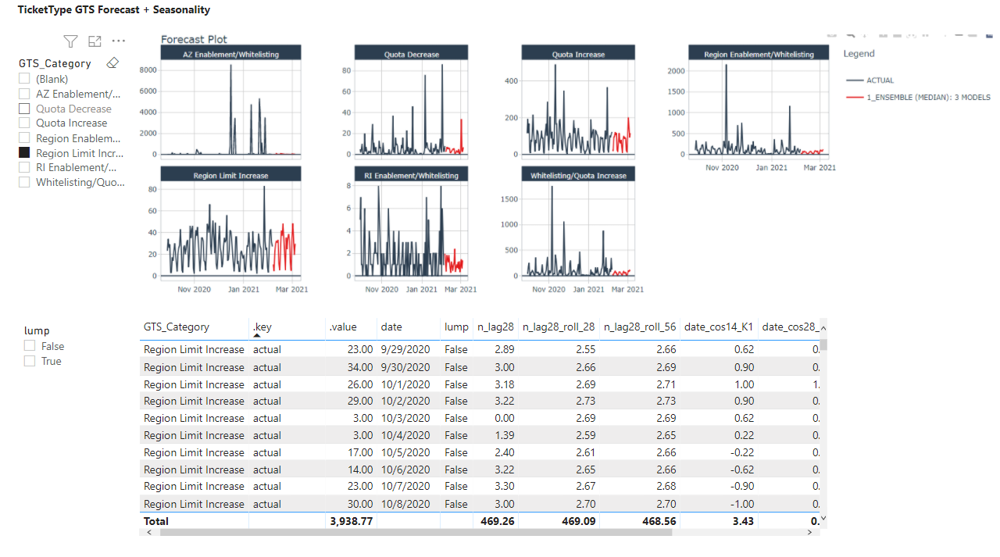 TicketType GTS Forecast + Seasonality
GTS_Category
(Blank)
AZ Enablement/...
Quota Decrease
Quota Increase
Region Enablem...
Region Limit Incr...
RI Enablement/...
Whitelisting/Quo...
Forecast Plot
AZ Enablement/Whitelisting
8000
6000
4000
2000
0
Quota Decrease
80
60
40
20
0
Quota Increase
400
200
0
Region Enablement/Whitelisting
2000
1500
1000
500
0
Nov 2020 Jan 2021 Mar 2021
Legend
ACTUAL
1_ENSEMBLE (MEDIAN): 3 MODELS
Region Limit Increase
80
60
40
20
0
Nov 2020 Jan 2021 Mar 2021
RI Enablement/Whitelisting
8
6
4
2
0
Nov 2020 Jan 2021 Mar 2021
Whitelisting/Quota Increase
1500
1000
500
0
Nov 2020 Jan 2021 Mar 2021
lump
False
True
GTS_Category .key .value date lump n_lag28 n_lag28_roll_28 n_lag28_roll_56 date_cos14_K1 date_cos28_
Region Limit Increase actual 23.00 9/29/2020 False 2.89 2.55 2.66 0.62 0.
Region Limit Increase actual 34.00 9/30/2020 False 3.00 2.66 2.69 0.90 0.
Region Limit Increase actual 26.00 10/1/2020 False 3.18 2.69 2.71 1.00 1.
Region Limit Increase actual 29.00 10/2/2020 False 3.22 2.73 2.73 0.90 0.
Region Limit Increase actual 3.00 10/3/2020 False 0.00 2.69 2.69 0.62 0.
Region Limit Increase actual 3.00 10/4/2020 False 1.39 2.59 2.65 0.22 0.
Region Limit Increase actual 17.00 10/5/2020 False 2.40 2.61 2.66 -0.22 0.
Region Limit Increase actual 14.00 10/6/2020 False 3.22 2.65 2.66 -0.62 0.
Region Limit Increase actual 23.00 10/7/2020 False 3.30 2.67 2.68 -0.90 0.
Region Limit Increase actual 30.00 10/8/2020 False 3.00 2.70 2.70 -1.00 0.
Total 3,938.77 469.26 469.09 468.56 3.43 0.